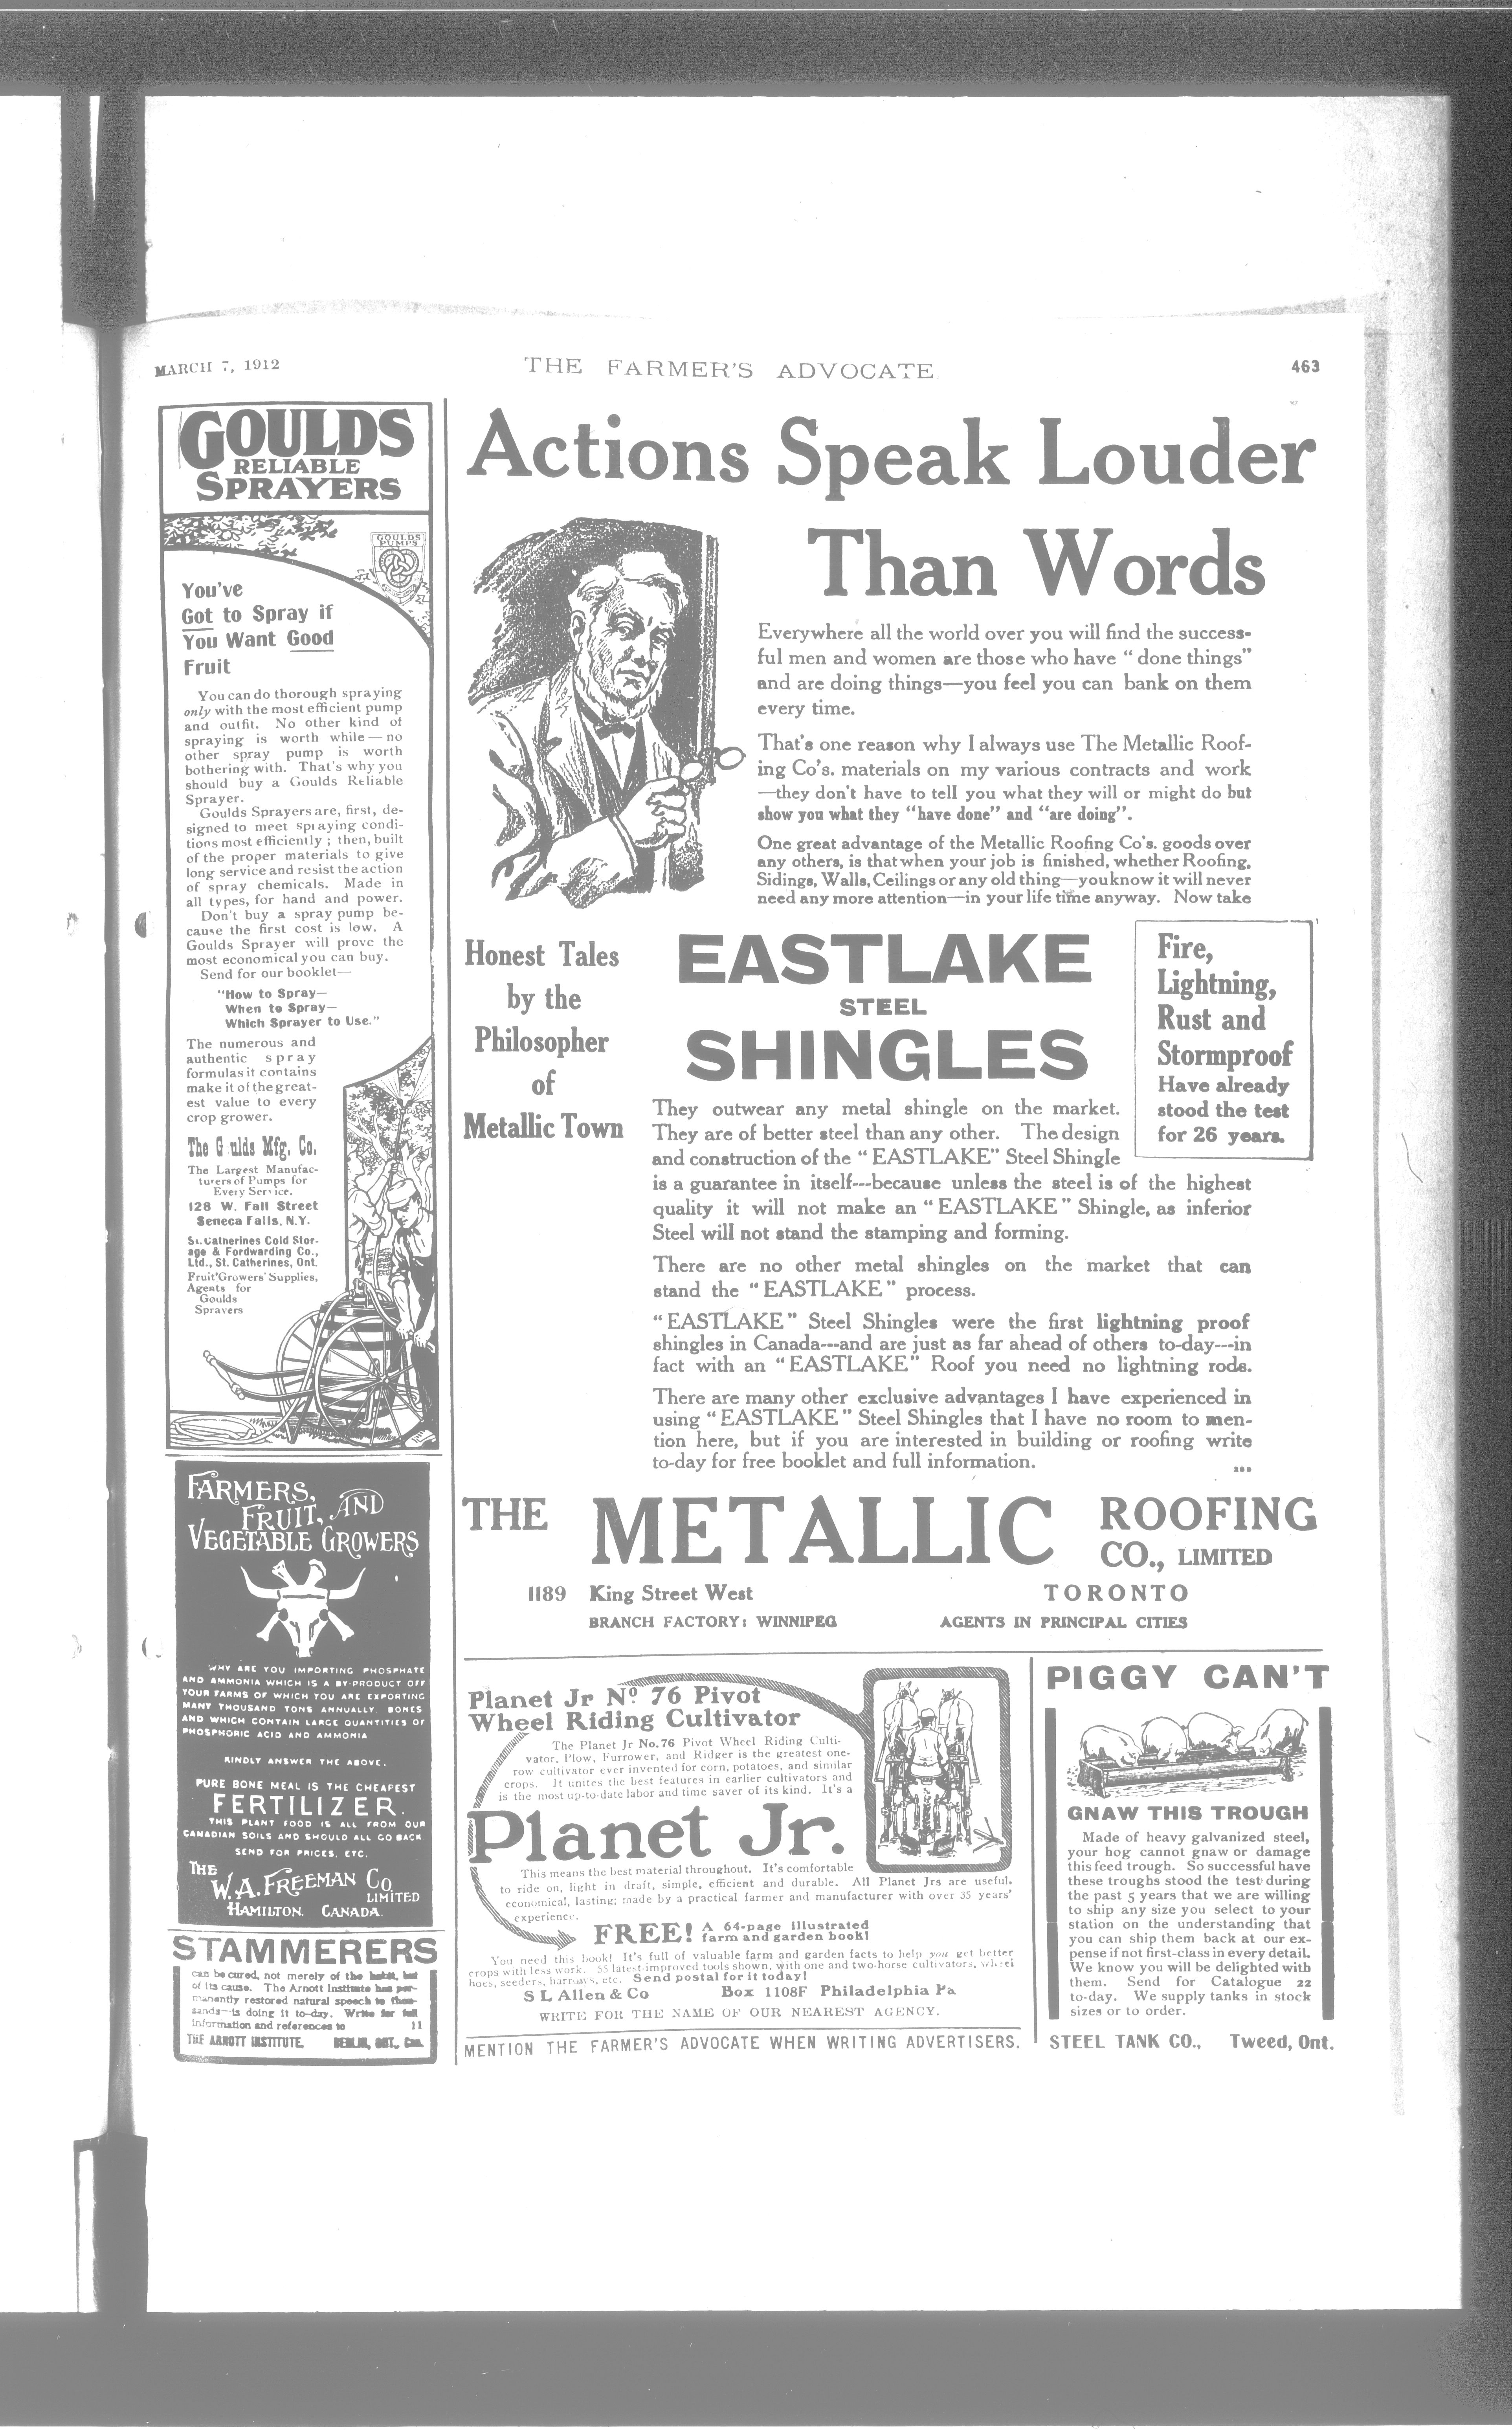 MARCH 7, 1912
THE FARMER'S ADVOCATE
463
GOULDS
RELIABLE
SPRAYERS
GOULDS
PUMPS
You've
Got to Spray if
You Want Good
Fruit
You can do thorough spraying
only with the most efficient pump
and outfit. No other kind of
spraying is worth while — no
other spray pump is worth
bothering with. That's why you
should buy a Goulds Reliable
Sprayer.
Goulds Sprayers are, first, de-
signed to meet spraying condi-
tions most efficiently ; then, built
of the proper materials to give
long service and resist the action
of spray chemicals. Made in
all types, for hand and power.
Don't buy a spray pump be-
cause the first cost is low. A
Goulds Sprayer will prove the
most economical you can buy.
Send for our booklet—
"How to Spray—
When to Spray—
Which Sprayer to Use."
The numerous and
authentic spray
formulas it contains
make it of the great-
est value to every
crop grower.
The G ulds Mfg. Co.
The Largest Manufac-
turers of Pumps for
Every Service.
128 W. Fall Street
Seneca Falls, N.Y.
St. Catherines Cold Stor-
age & Fordwarding Co.,
Ltd., St. Catherines, Ont.
Fruit Growers' Supplies,
Agents for
Goulds
Sprayers
FARMERS,
FRUIT, AND
VEGETABLE GROWERS
WHY ARE YOU IMPORTING PHOSPHATE
AND AMMONIA WHICH IS A BY-PRODUCT OFF
YOUR FARMS OF WHICH YOU ARE EXPORTING
MANY THOUSAND TONS ANNUALLY. BONES
AND WHICH CONTAIN LARGE QUANTITIES OF
PHOSPHORIC ACID AND AMMONIA
KINDLY ANSWER THE ABOVE.
PURE BONE MEAL IS THE CHEAPEST
FERTILIZER.
THIS PLANT FOOD IS ALL FROM OUR
CANADIAN SOILS AND SHOULD ALL GO BACK
SEND FOR PRICES, ETC.
THE
W.A. FREEMAN CO.
LIMITED
HAMILTON. CANADA.
STAMMERERS
can be cured, not merely of the habit, but
of its cause. The Arnott Institute has per-
manently restored natural speech to thou-
sands—is doing it to-day. Write for full
information and references to 11
THE ARNOTT INSTITUTE, BERLIN, ONT., Can.
Actions Speak Louder
Than Words
Everywhere all the world over you will find the success-
ful men and women are those who have " done things"
and are doing things—you feel you can bank on them
every time.
That's one reason why I always use The Metallic Roof-
ing Co's. materials on my various contracts and work
—they don't have to tell you what they will or might do but
show you what they "have done" and "are doing".
One great advantage of the Metallic Roofing Co's. goods over
any others, is that when your job is finished, whether Roofing,
Sidings, Walls, Ceilings or any old thing—you know it will never
need any more attention—in your life time anyway. Now take
Honest Tales
by the
Philosopher
of
Metallic Town
EASTLAKE
STEEL
SHINGLES
Fire,
Lightning,
Rust and
Stormproof
Have already
stood the test
for 26 years.
They outwear any metal shingle on the market.
They are of better steel than any other. The design
and construction of the " EASTLAKE" Steel Shingle
is a guarantee in itself---because unless the steel is of the highest
quality it will not make an " EASTLAKE " Shingle, as inferior
Steel will not stand the stamping and forming.
There are no other metal shingles on the market that can
stand the " EASTLAKE " process.
" EASTLAKE " Steel Shingles were the first lightning proof
shingles in Canada---and are just as far ahead of others to-day---in
fact with an " EASTLAKE " Roof you need no lightning rods.
There are many other exclusive advantages I have experienced in
using " EASTLAKE " Steel Shingles that I have no room to men-
tion here, but if you are interested in building or roofing write
to-day for free booklet and full information.
THE METALLIC ROOFING
CO., LIMITED
1189 King Street West TORONTO
BRANCH FACTORY: WINNIPEG AGENTS IN PRINCIPAL CITIES
Planet Jr Nº 76 Pivot
Wheel Riding Cultivator
The Planet Jr No. 76 Pivot Wheel Riding Culti-
vator, Plow, Furrower, and Ridger is the greatest one-
row cultivator ever invented for corn, potatoes, and similar
crops. It unites the best features in earlier cultivators and
is the most up-to-date labor and time saver of its kind. It's a
Planet Jr.
This means the best material throughout. It's comfortable
to ride on, light in draft, simple, efficient and durable. All Planet Jrs are useful,
economical, lasting; made by a practical farmer and manufacturer with over 35 years'
experience.
FREE! A 64-page illustrated
farm and garden book!
You need this book! It's full of valuable farm and garden facts to help you get better
crops with less work. 55 latest-improved tools shown, with one and two-horse cultivators, wheel
hoes, seeders, harrows, etc. Send postal for it today!
S L Allen & Co Box 1108F Philadelphia Pa
WRITE FOR THE NAME OF OUR NEAREST AGENCY.
MENTION THE FARMER'S ADVOCATE WHEN WRITING ADVERTISERS.
PIGGY CAN'T
GNAW THIS TROUGH
Made of heavy galvanized steel,
your hog cannot gnaw or damage
this feed trough. So successful have
these troughs stood the test during
the past 5 years that we are willing
to ship any size you select to your
station on the understanding that
you can ship them back at our ex-
pense if not first-class in every detail.
We know you will be delighted with
them. Send for Catalogue 22
to-day. We supply tanks in stock
sizes or to order.
STEEL TANK CO., Tweed, Ont.